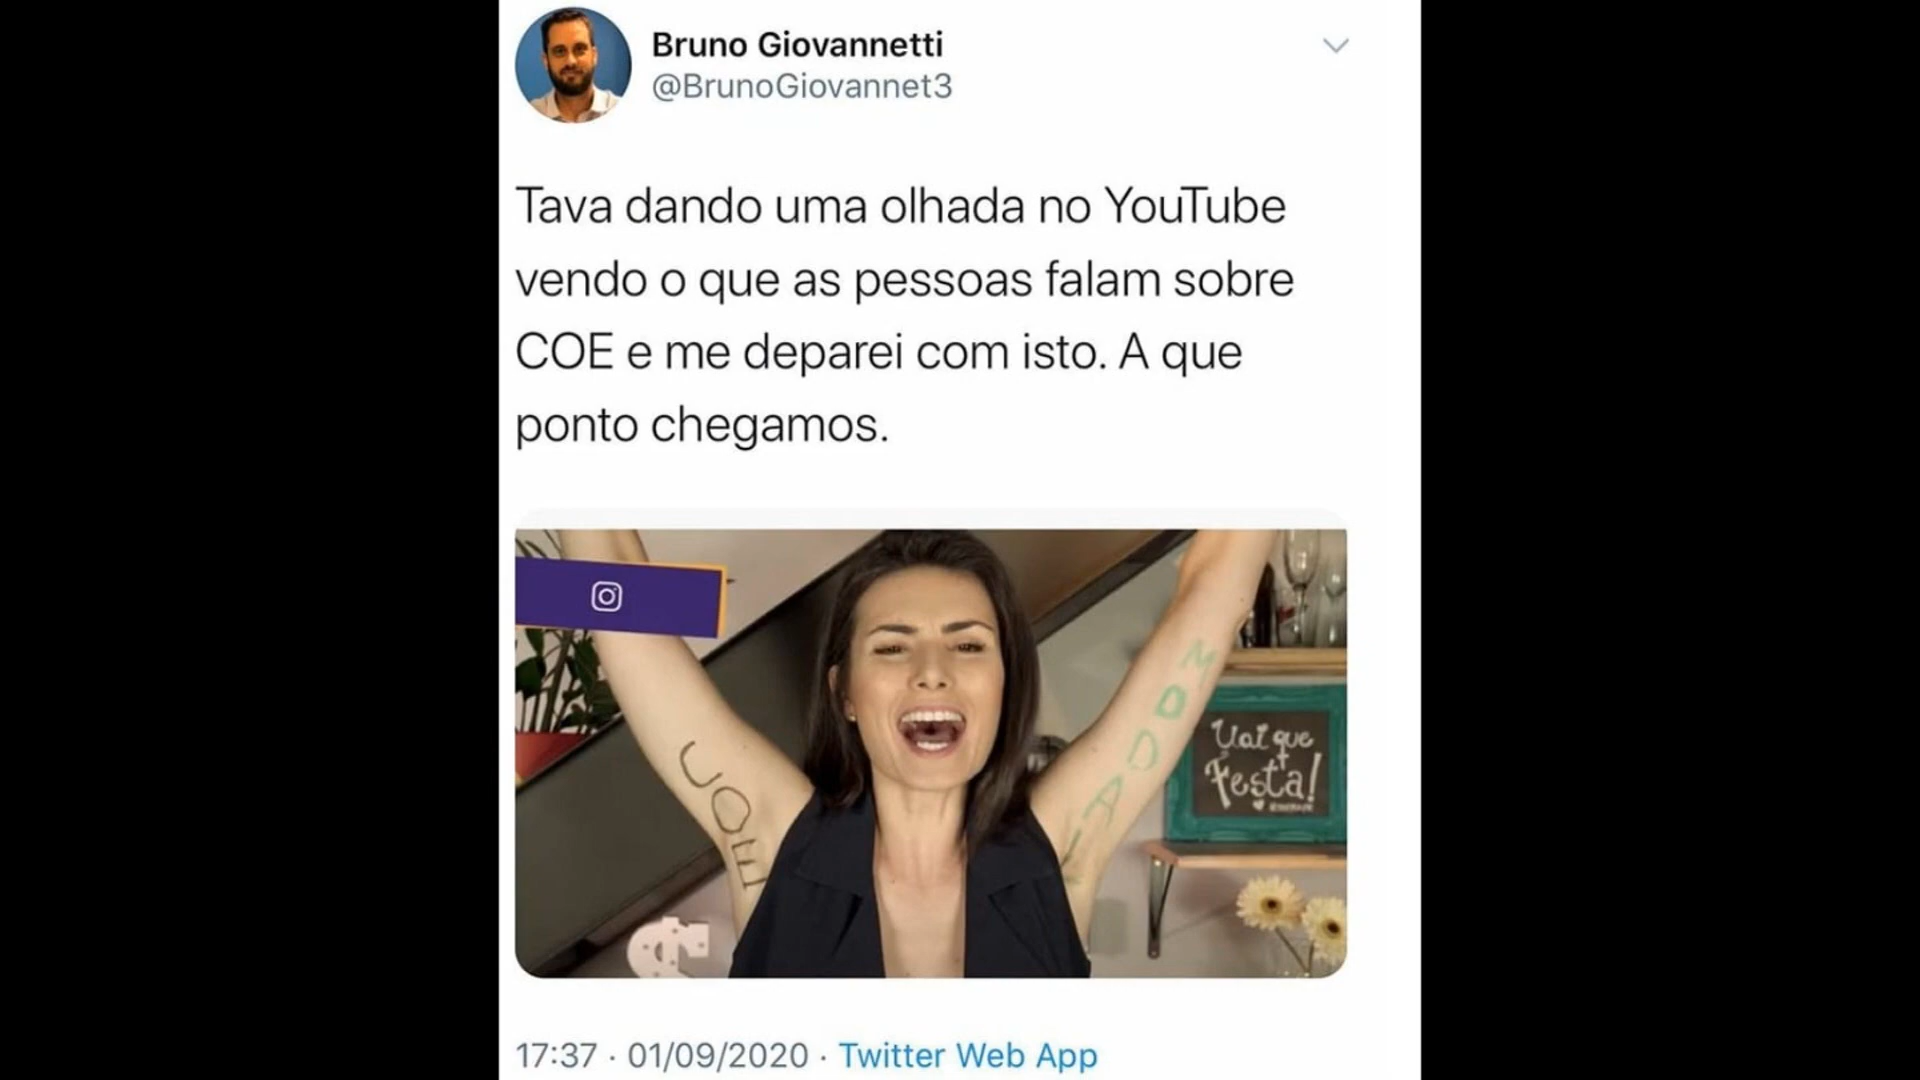 Bruno Giovannetti
@BrunoGiovannet3
Tava dando uma olhada no YouTube
vendo o que as pessoas falam sobre
COE e me deparei com isto. A que
ponto chegamos.
COE
MODAL
Uai que
festa!
17:37 · 01/09/2020 · Twitter Web App